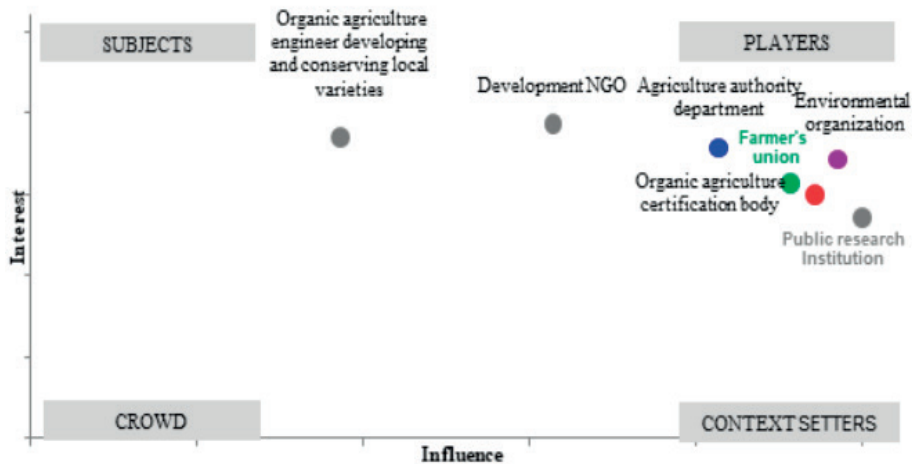 SUBJECTS
Organic agriculture
engineer developing
and conserving local
varieties
PLAYERS
Development NGO
Agriculture authority
department
Environmental
organization
Farmer's
union
Organic agriculture
certification body
Public research
Institution
Interest
CROWD
CONTEXT SETTERS
Influence